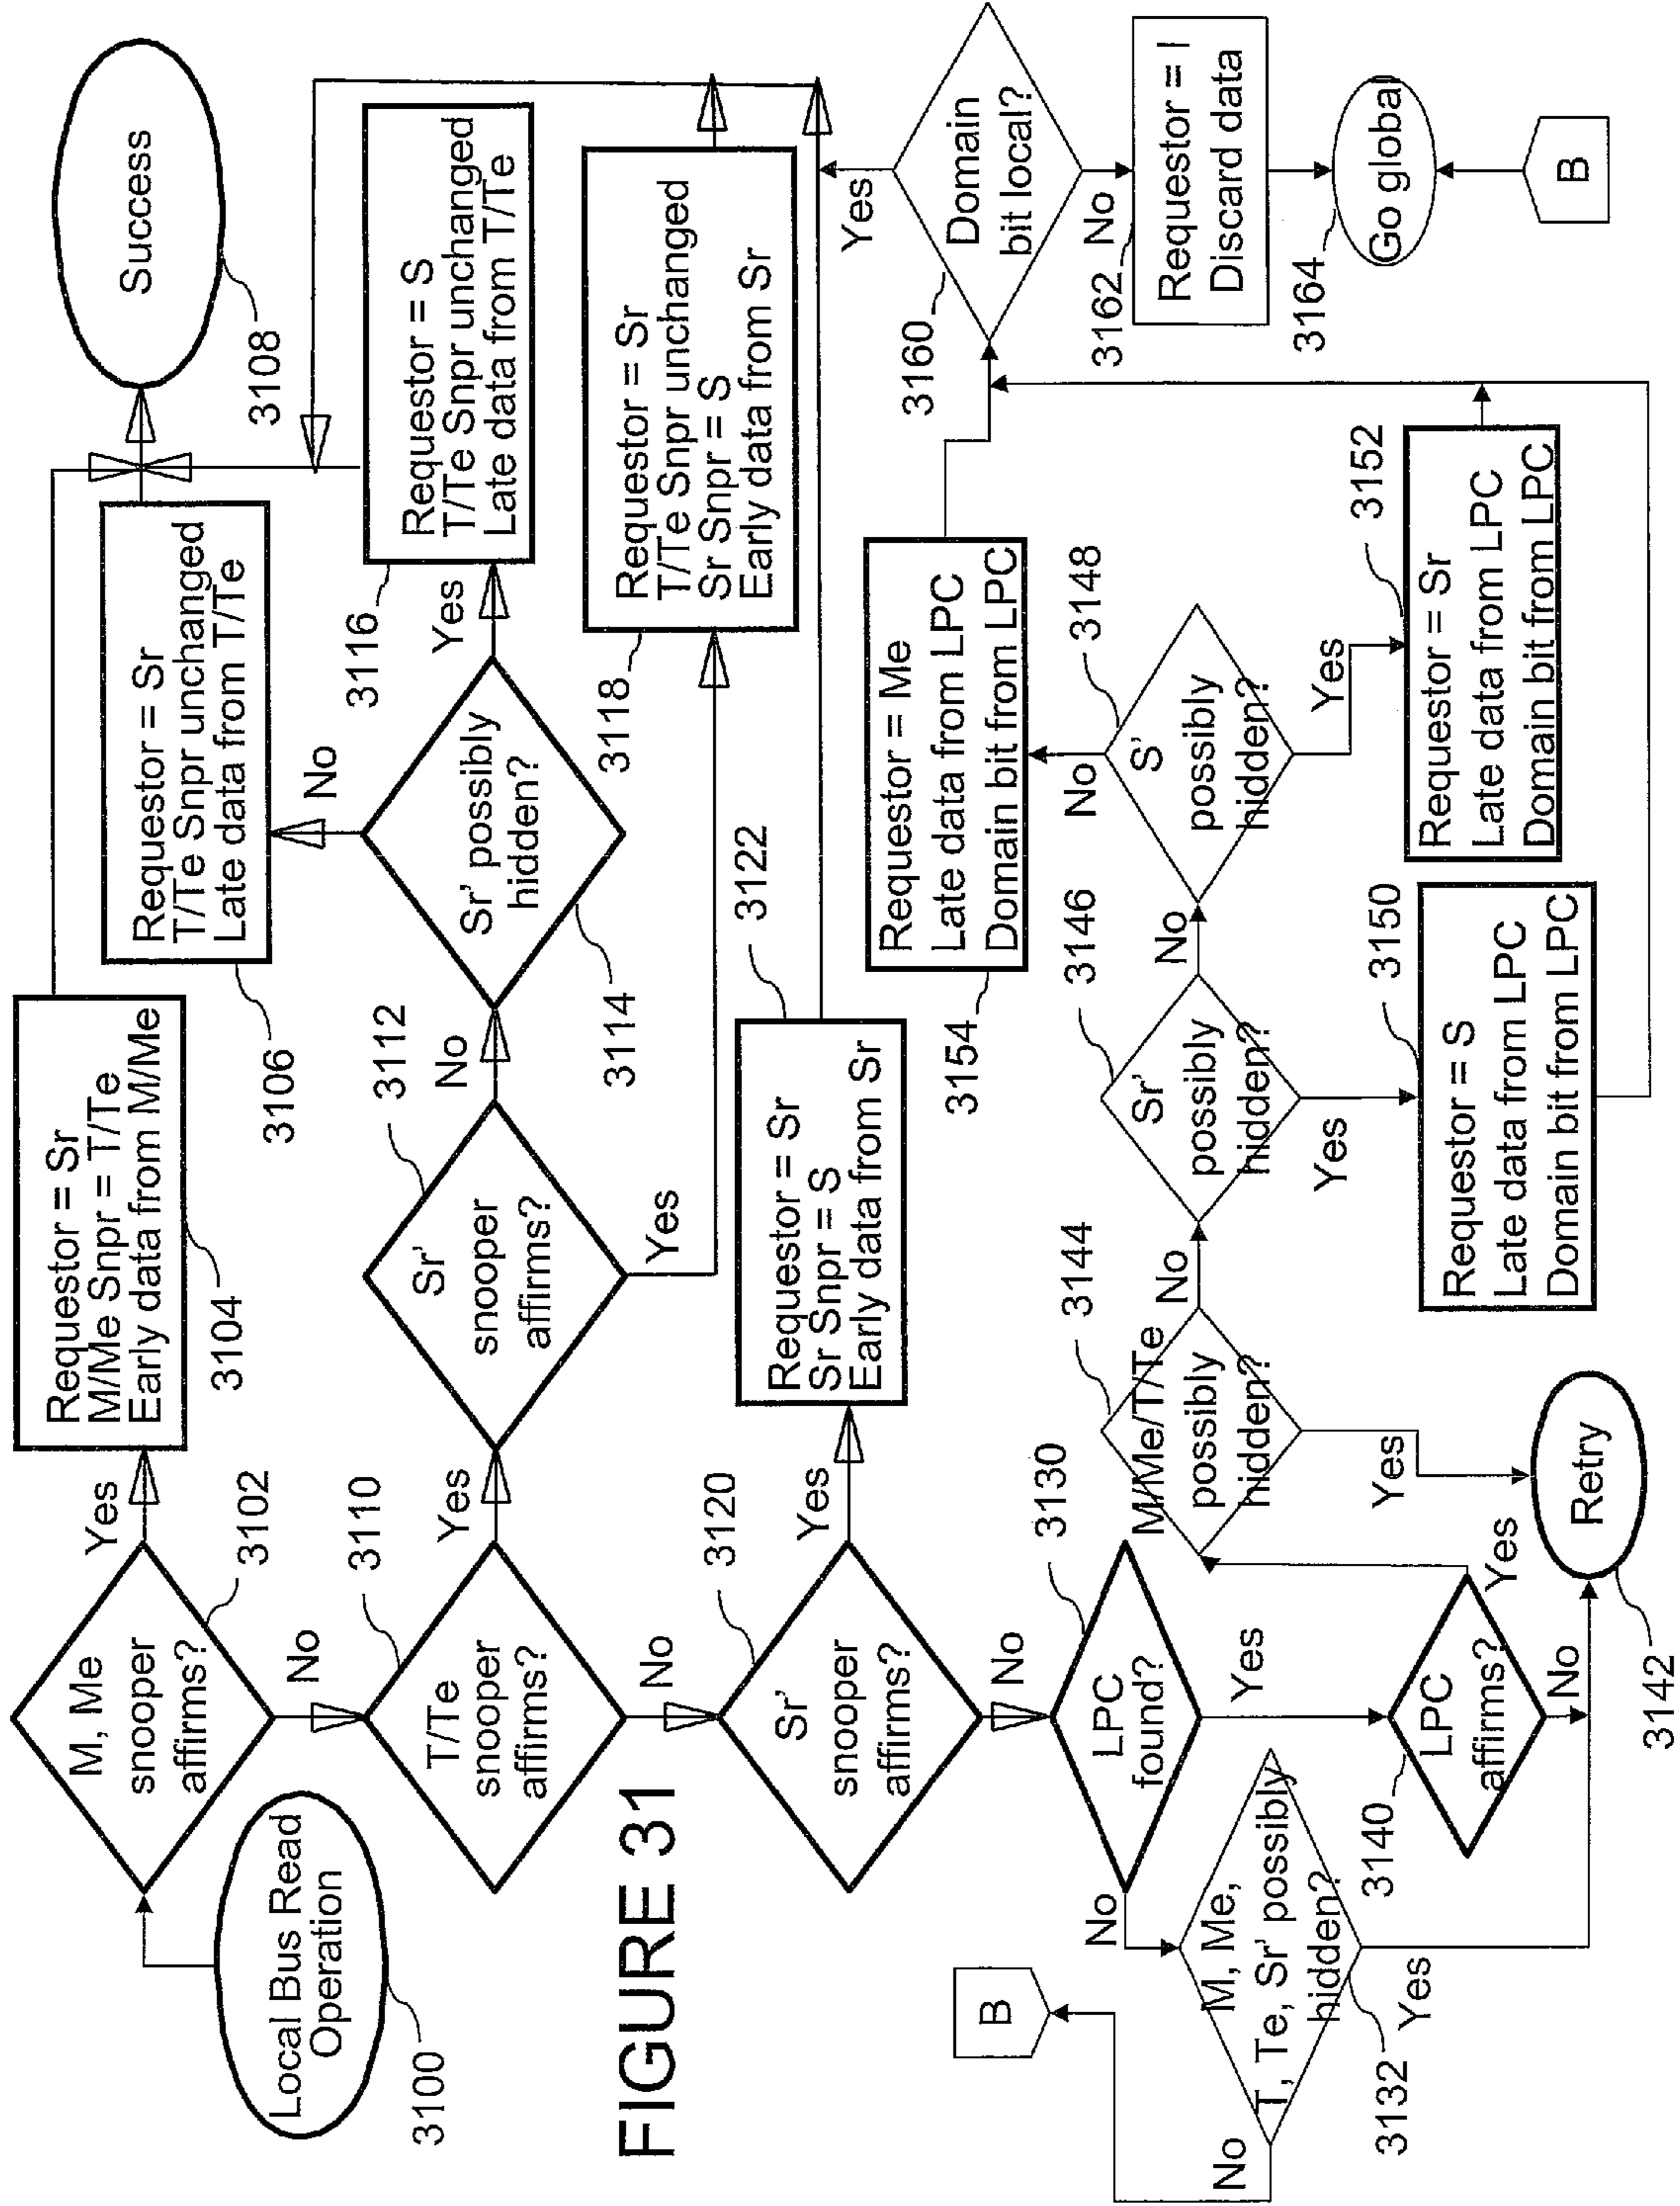 Local Bus Read
Operation
3100
M, Me
snooper
affirms?
3102
Yes
No
Requestor = Sr
M/Me Snpr = T/Te
Early data from M/Me
3104
Requestor = Sr
T/Te Snpr unchanged
Late data from T/Te
3106
Success
3108
T/Te
snooper
affirms?
3110
Yes
No
Sr'
snooper
affirms?
3112
No
Yes
Sr' possibly
hidden?
3114
No
Yes
Requestor = S
T/Te Snpr unchanged
Late data from T/Te
3116
Requestor = Sr
T/Te Snpr unchanged
Sr Snpr = S
Early data from Sr
3118
Sr'
snooper
affirms?
3120
Yes
No
Requestor = Sr
Sr Snpr = S
Early data from Sr
3122
LPC
found?
3130
No
Yes
M, Me,
T, Te, Sr' possibly
hidden?
3132
No
Yes
B
LPC
affirms?
3140
Yes
No
Retry
3142
M/Me/T/Te
possibly
hidden?
3144
No
Yes
Sr'
possibly
hidden?
3146
No
Yes
S'
possibly
hidden?
3148
No
Yes
Requestor = S
Late data from LPC
Domain bit from LPC
3150
Requestor = Sr
Late data from LPC
Domain bit from LPC
3152
Requestor = Me
Late data from LPC
Domain bit from LPC
3154
Domain
bit local?
3160
Yes
No
Requestor = I
Discard data
3162
Go global
3164
B
FIGURE 31